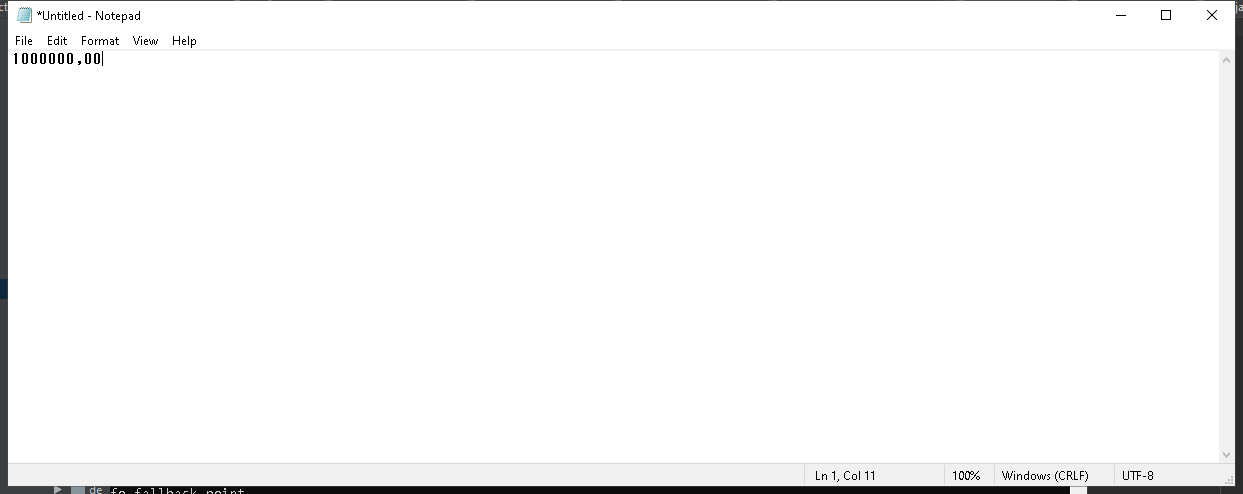 *Untitled - Notepad
File Edit Format View Help
1000000,00
Ln 1, Col 11 100% Windows (CRLF) UTF-8
de fo fallback point